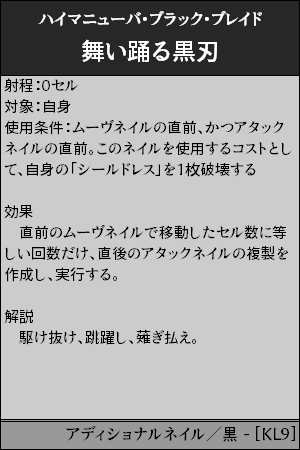 ハイマニューバ・ブラック・ブレイド
舞い踊る黒刃
射程：0セル
対象：自身
使用条件：ムーヴネイルの直前、かつアタック
ネイルの直前。このネイルを使用するコストとし
て、自身の「シールドレス」を1枚破壊する
効果
直前のムーヴネイルで移動したセル数に等
しい回数だけ、直後のアタックネイルの複製を
作成し、実行する。
解説
駆け抜け、跳躍し、薙ぎ払え。
アディショナルネイル／黒 - [KL9]